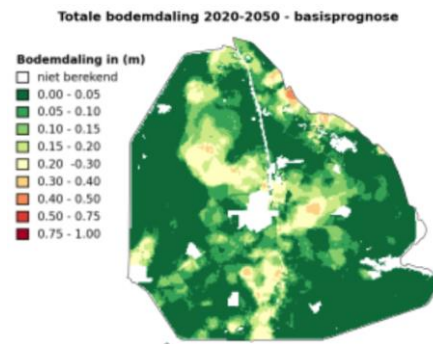 Totale bodemdaling 2020-2050 - basisprognose
Bodemdaling in (m)
niet berekend
0.00 - 0.05
0.05 - 0.10
0.10 - 0.15
0.15 - 0.20
0.20 -0.30
0.30 - 0.40
0.40 - 0.50
0.50 - 0.75
0.75 - 1.00